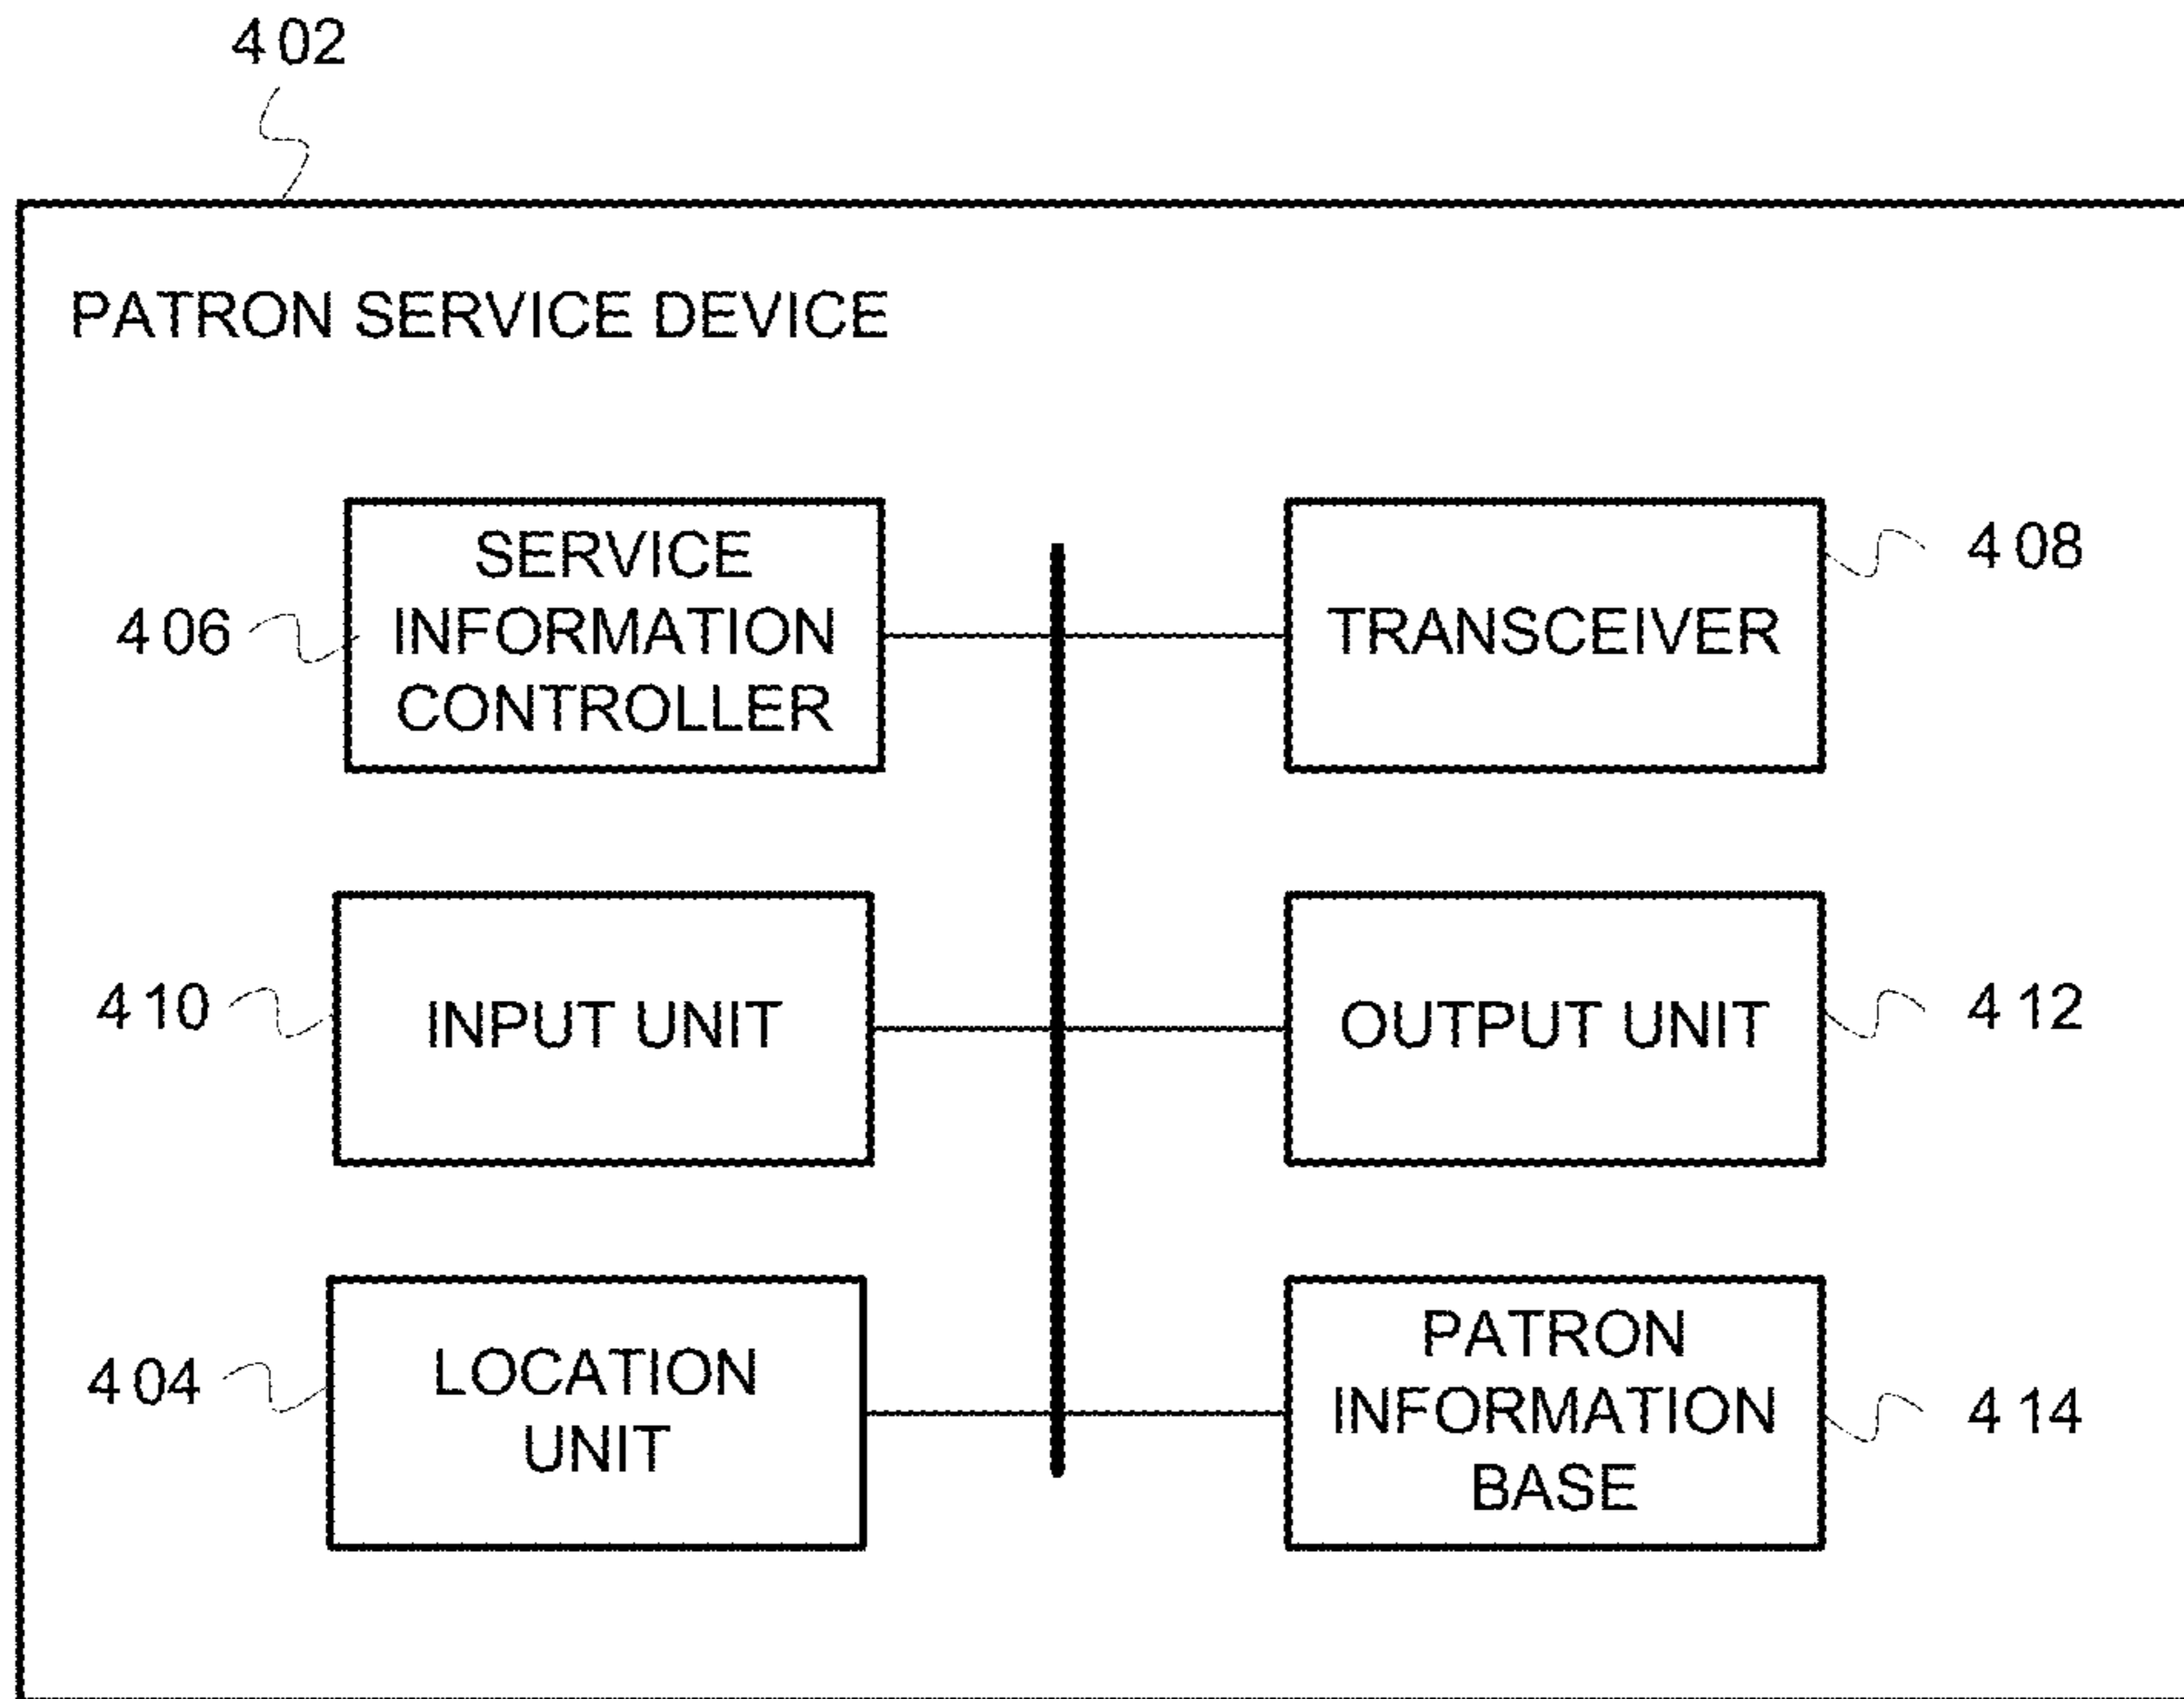 402
PATRON SERVICE DEVICE
SERVICE
INFORMATION
CONTROLLER
406
TRANSCEIVER
408
INPUT UNIT
410
OUTPUT UNIT
412
LOCATION
UNIT
404
PATRON
INFORMATION
BASE
414